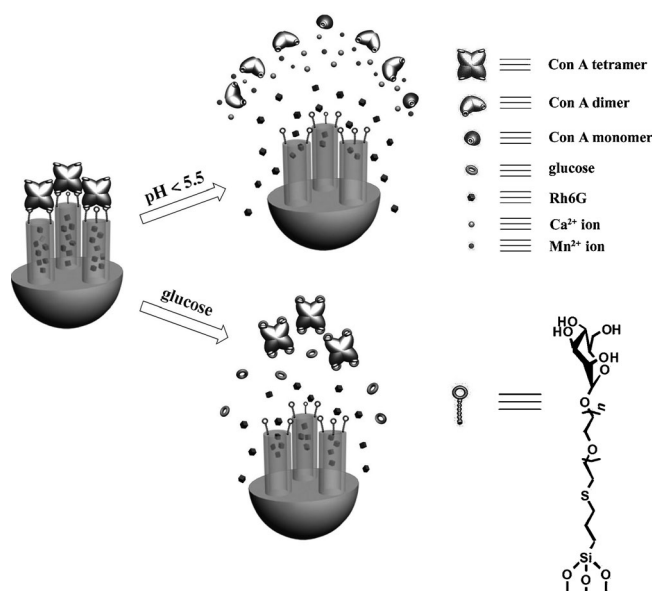 Con A tetramer
Con A dimer
Con A monomer
glucose
Rh6G
Ca²⁺ ion
Mn²⁺ ion
pH < 5.5
glucose
HO
OH
HO
OH
O
O
n
O
S
Si
O
O
O